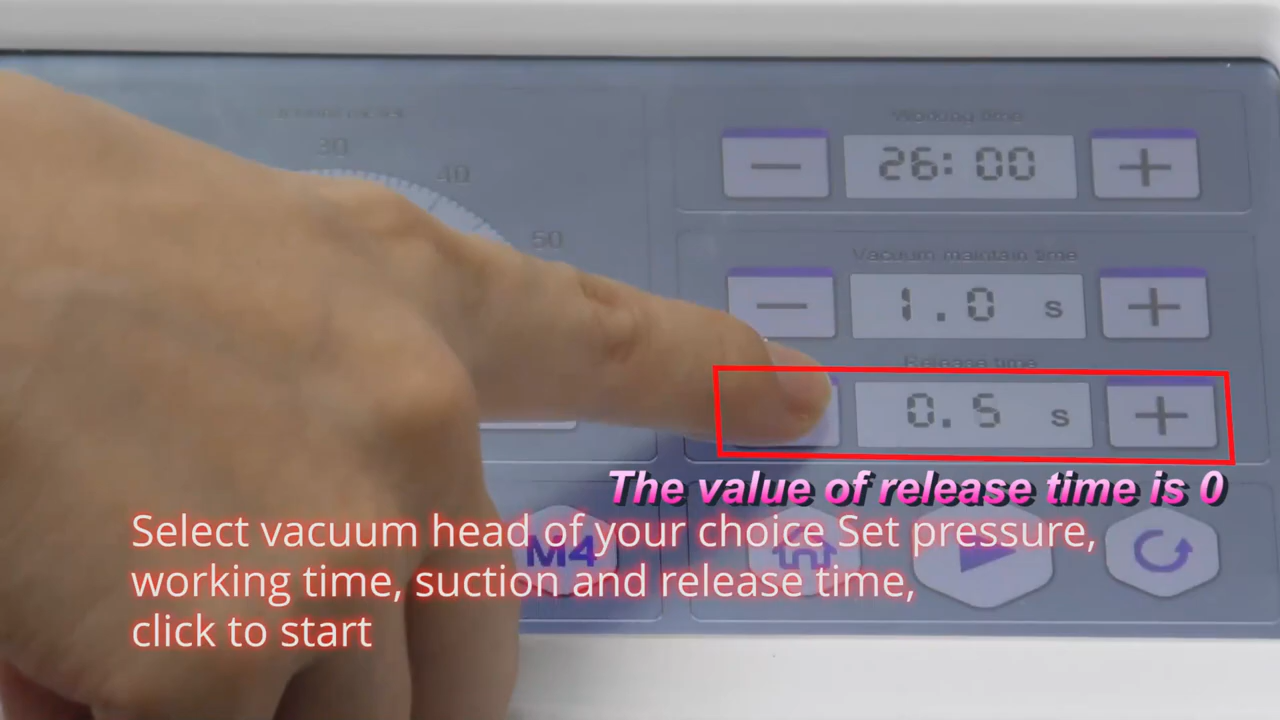 30
40
50
Working time
26:00
Vacuum maintain time
1.0 s
Release time
0.5 s
The value of release time is 0
M4
Select vacuum head of your choice Set pressure,
working time, suction and release time,
click to start